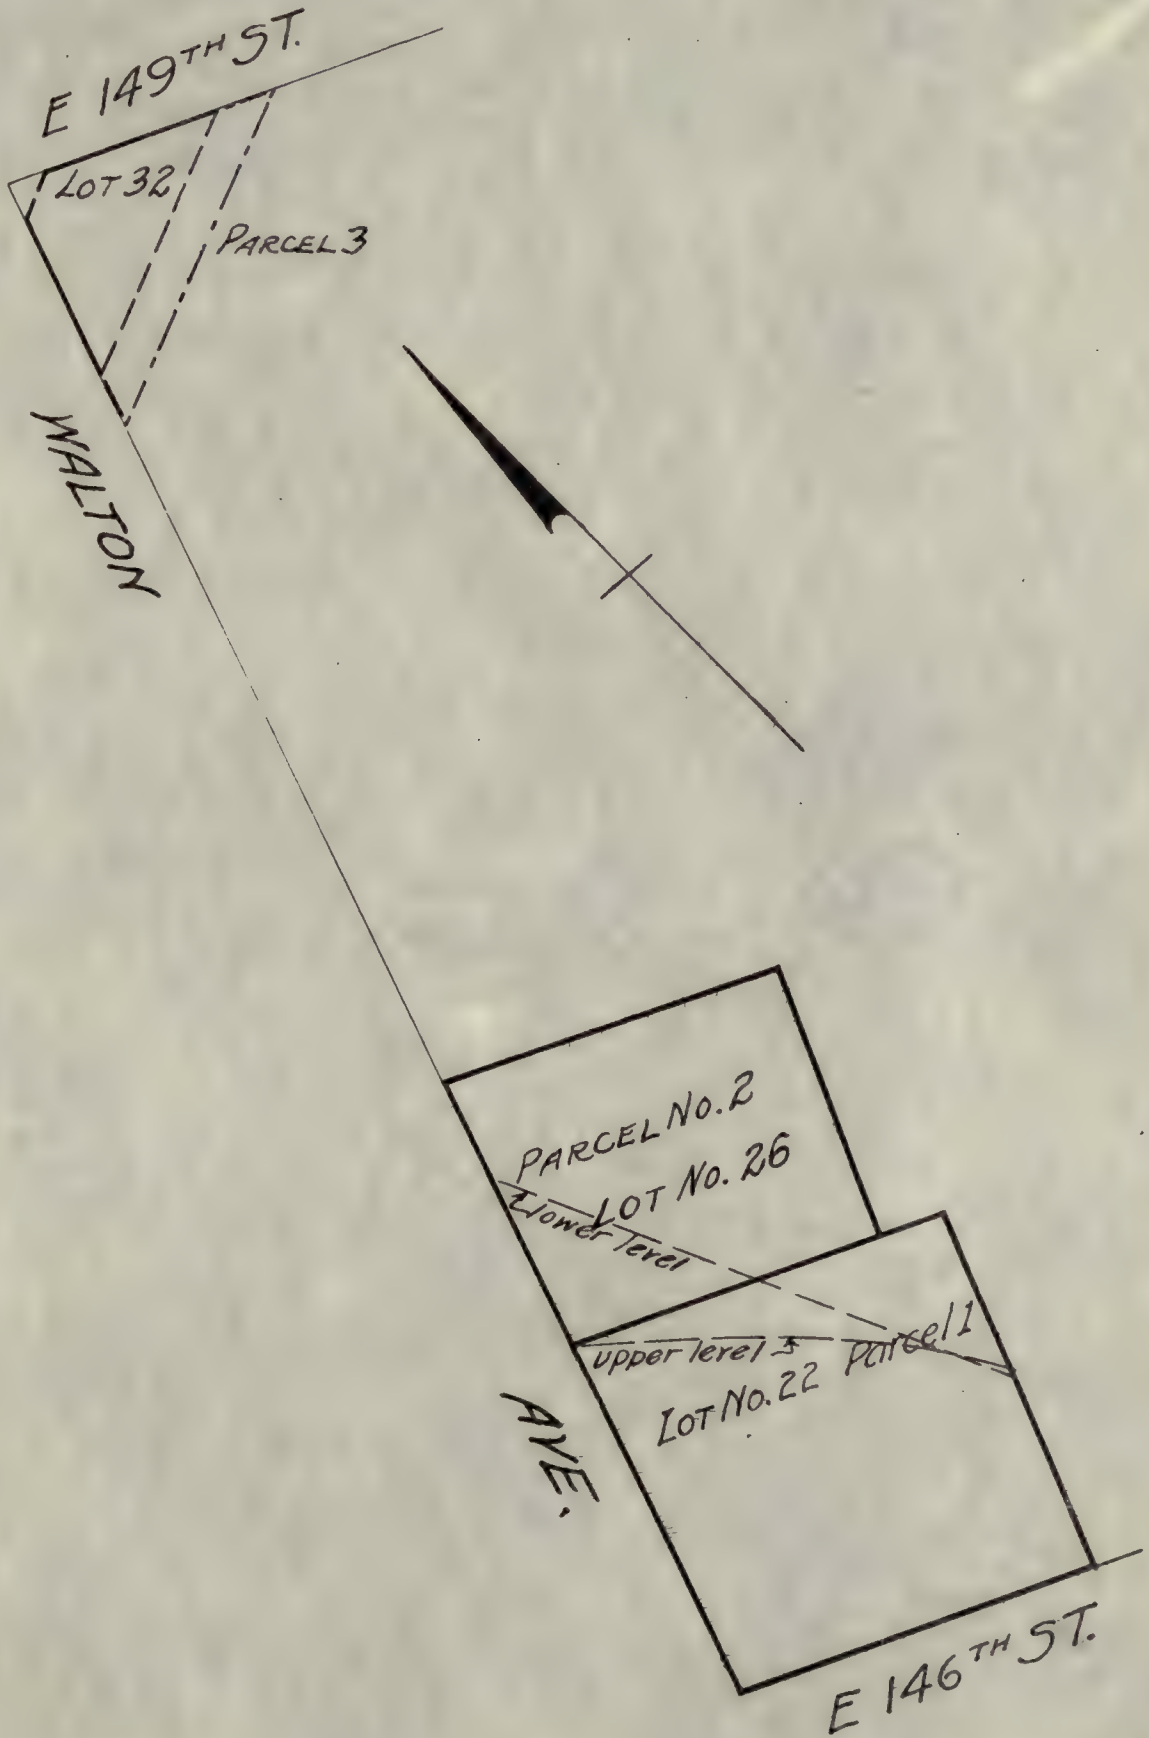 E 149TH ST.
LOT 32
PARCEL 3
WALTON
PARCEL No. 2
LOT No. 26
lower level
upper level
Parcel 1
LOT No. 22
AVE.
E 146TH ST.